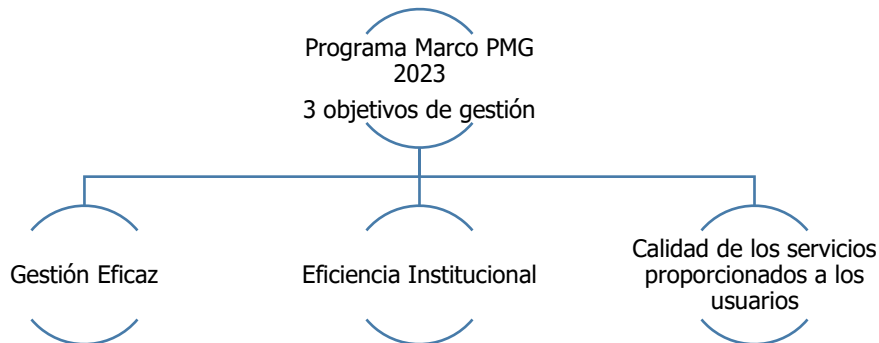 Programa Marco PMG
2023
3 objetivos de gestión
Gestión Eficaz
Eficiencia Institucional
Calidad de los servicios
proporcionados a los
usuarios